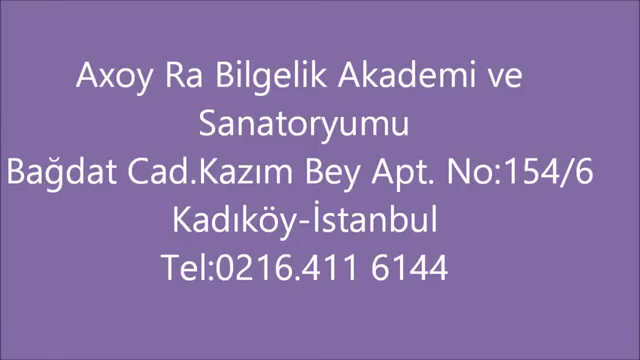 Axoy Ra Bilgelik Akademi ve
Sanatoryumu
Bağdat Cad.Kazım Bey Apt. No:154/6
Kadıköy-İstanbul
Tel:0216.411 6144